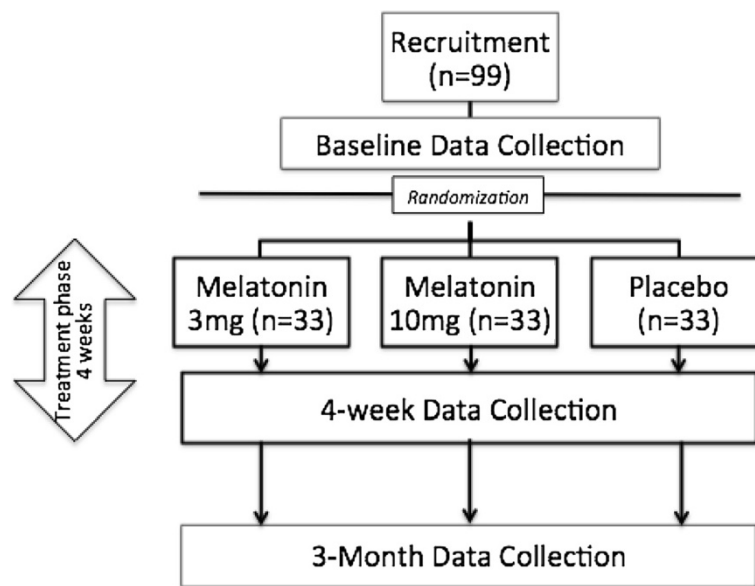 Recruitment
(n=99)
Baseline Data Collection
Randomization
Treatment phase
4 weeks
Melatonin
3mg (n=33)
Melatonin
10mg (n=33)
Placebo
(n=33)
4-week Data Collection
3-Month Data Collection